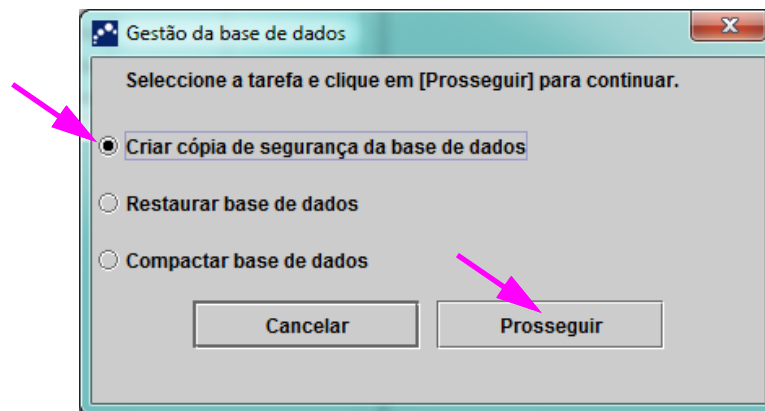 Gestão da base de dados
Seleccione a tarefa e clique em [Prosseguir] para continuar.
Criar cópia de segurança da base de dados
Restaurar base de dados
Compactar base de dados
Cancelar
Prosseguir